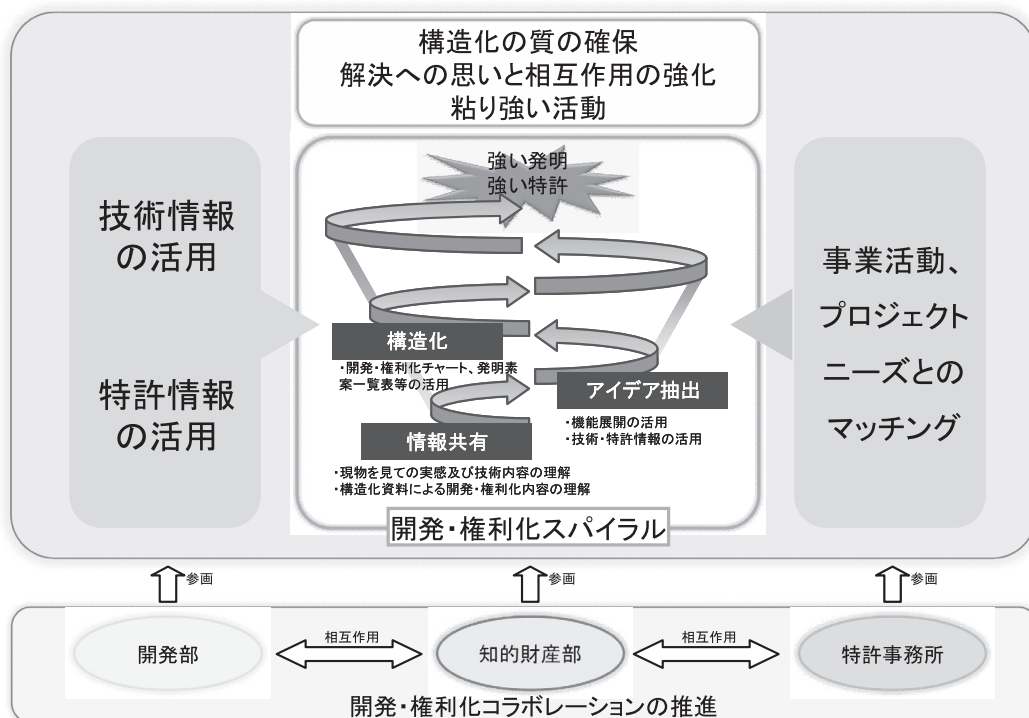 構造化の質の確保
解決への思いと相互作用の強化
粘り強い活動
技術情報
の活用
特許情報
の活用
強い発明
強い特許
構造化
・開発・権利化チャート、発明素
案一覧表等の活用
アイデア抽出
・機能展開の活用
・技術・特許情報の活用
情報共有
・現物を見ての実感及び技術内容の理解
・構造化資料による開発・権利化内容の理解
開発・権利化スパイラル
事業活動、
プロジェクト
ニーズとの
マッチング
参画
参画
参画
開発部
相互作用
知的財産部
相互作用
特許事務所
開発・権利化コラボレーションの推進